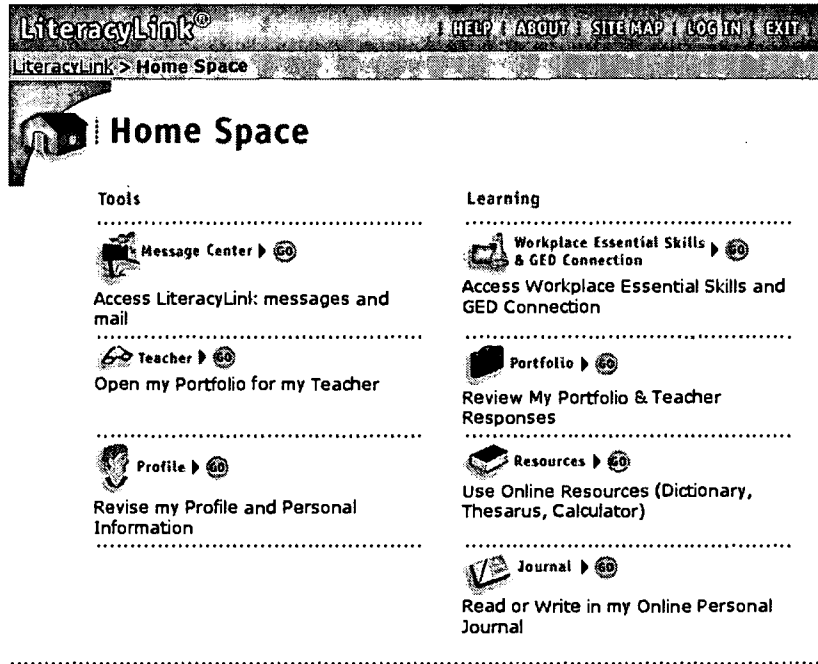 LiteracyLink®
HELP | ABOUT | SITE MAP | LOG IN | EXIT
LiteracyLink > Home Space
Home Space
Tools
Message Center GO
Access LiteracyLink messages and
mail
Teacher GO
Open my Portfolio for my Teacher
Profile GO
Revise my Profile and Personal
Information
Learning
Workplace Essential Skills
& GED Connection GO
Access Workplace Essential Skills and
GED Connection
Portfolio GO
Review My Portfolio & Teacher
Responses
Resources GO
Use Online Resources (Dictionary,
Thesarus, Calculator)
Journal GO
Read or Write in my Online Personal
Journal